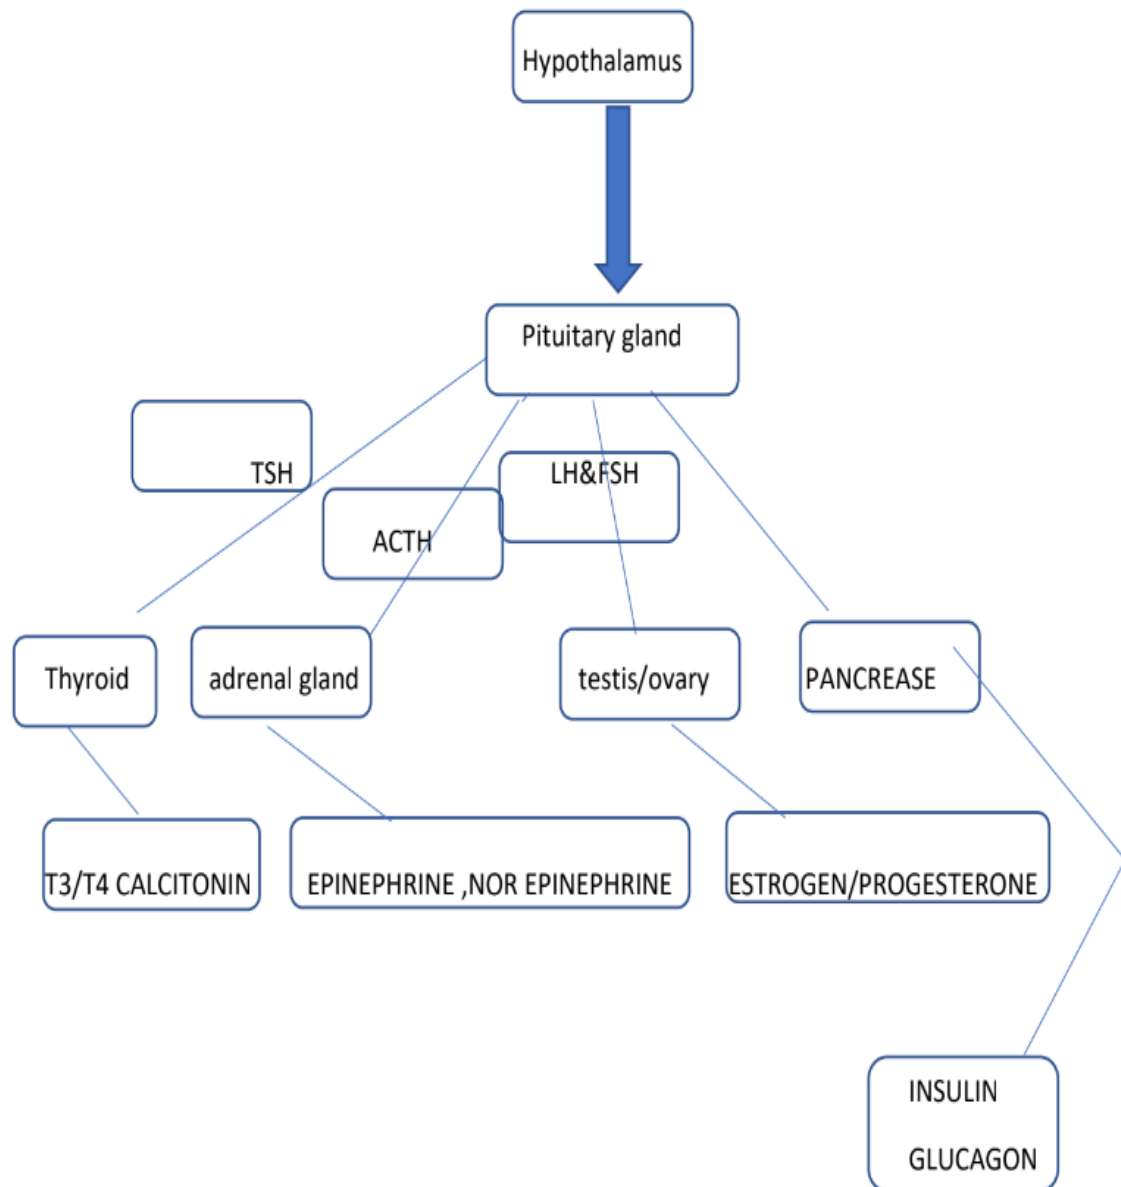 Hypothalamus
Pituitary gland
TSH
LH&FSH
ACTH
Thyroid
adrenal gland
testis/ovary
PANCREASE
T3/T4 CALCITONIN
EPINEPHRINE ,NOR EPINEPHRINE
ESTROGEN/PROGESTERONE
INSULIN
GLUCAGON